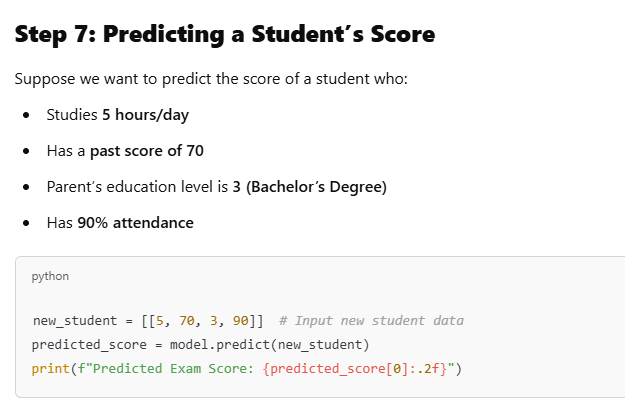 Step 7: Predicting a Student's Score
Suppose we want to predict the score of a student who:
• Studies 5 hours/day
• Has a past score of 70
• Parent's education level is 3 (Bachelor's Degree)
• Has 90% attendance
python
new_student = [[5, 70, 3, 90]]  # Input new student data
predicted_score = model.predict(new_student)
print(f"Predicted Exam Score: {predicted_score[0]:.2f}")